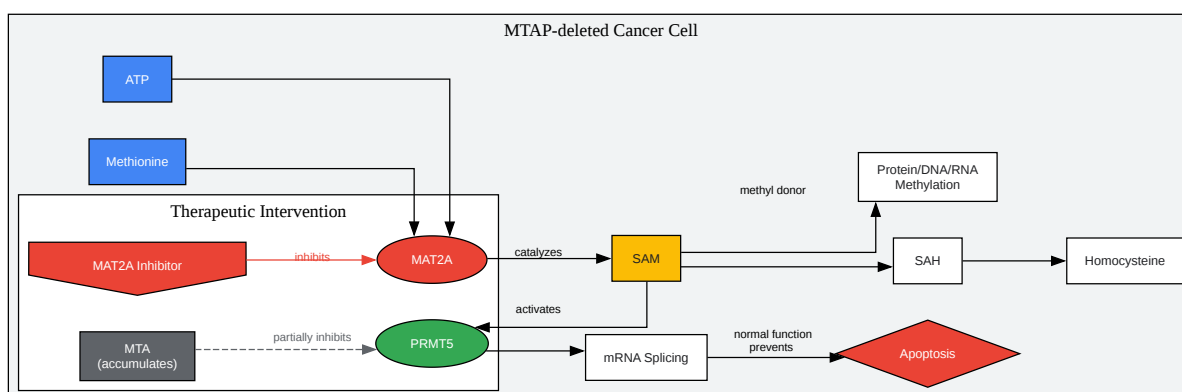 MTAP-deleted Cancer Cell
ATP
Methionine
Protein/DNA/RNA
Methylation
methyl donor
Therapeutic Intervention
MAT2A Inhibitor
inhibits
MAT2A
catalyzes
SAM
SAH
Homocysteine
activates
MTA
(accumulates)
partially inhibits
PRMT5
mRNA Splicing
normal function
prevents
Apoptosis